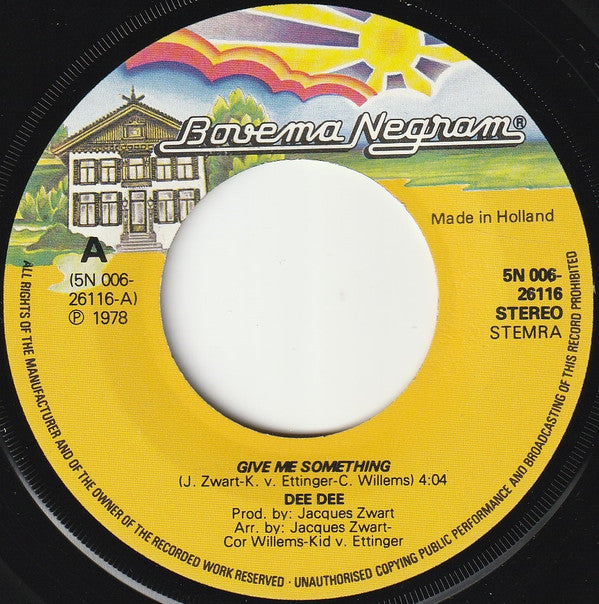 Bovema Negram®
Made in Holland
A
(5N 006-
26116-A)
℗ 1978
5N 006-
26116
STEREO
STEMRA
GIVE ME SOMETHING
(J. Zwart-K. v. Ettinger-C. Willems) 4:04
DEE DEE
Prod. by: Jacques Zwart
Arr. by: Jacques Zwart-
Cor Willems-Kid v. Ettinger
ALL RIGHTS OF THE MANUFACTURER AND OF THE OWNER OF THE RECORDED WORK RESERVED · UNAUTHORISED COPYING PUBLIC PERFORMANCE AND BROADCASTING OF THIS RECORD PROHIBITED